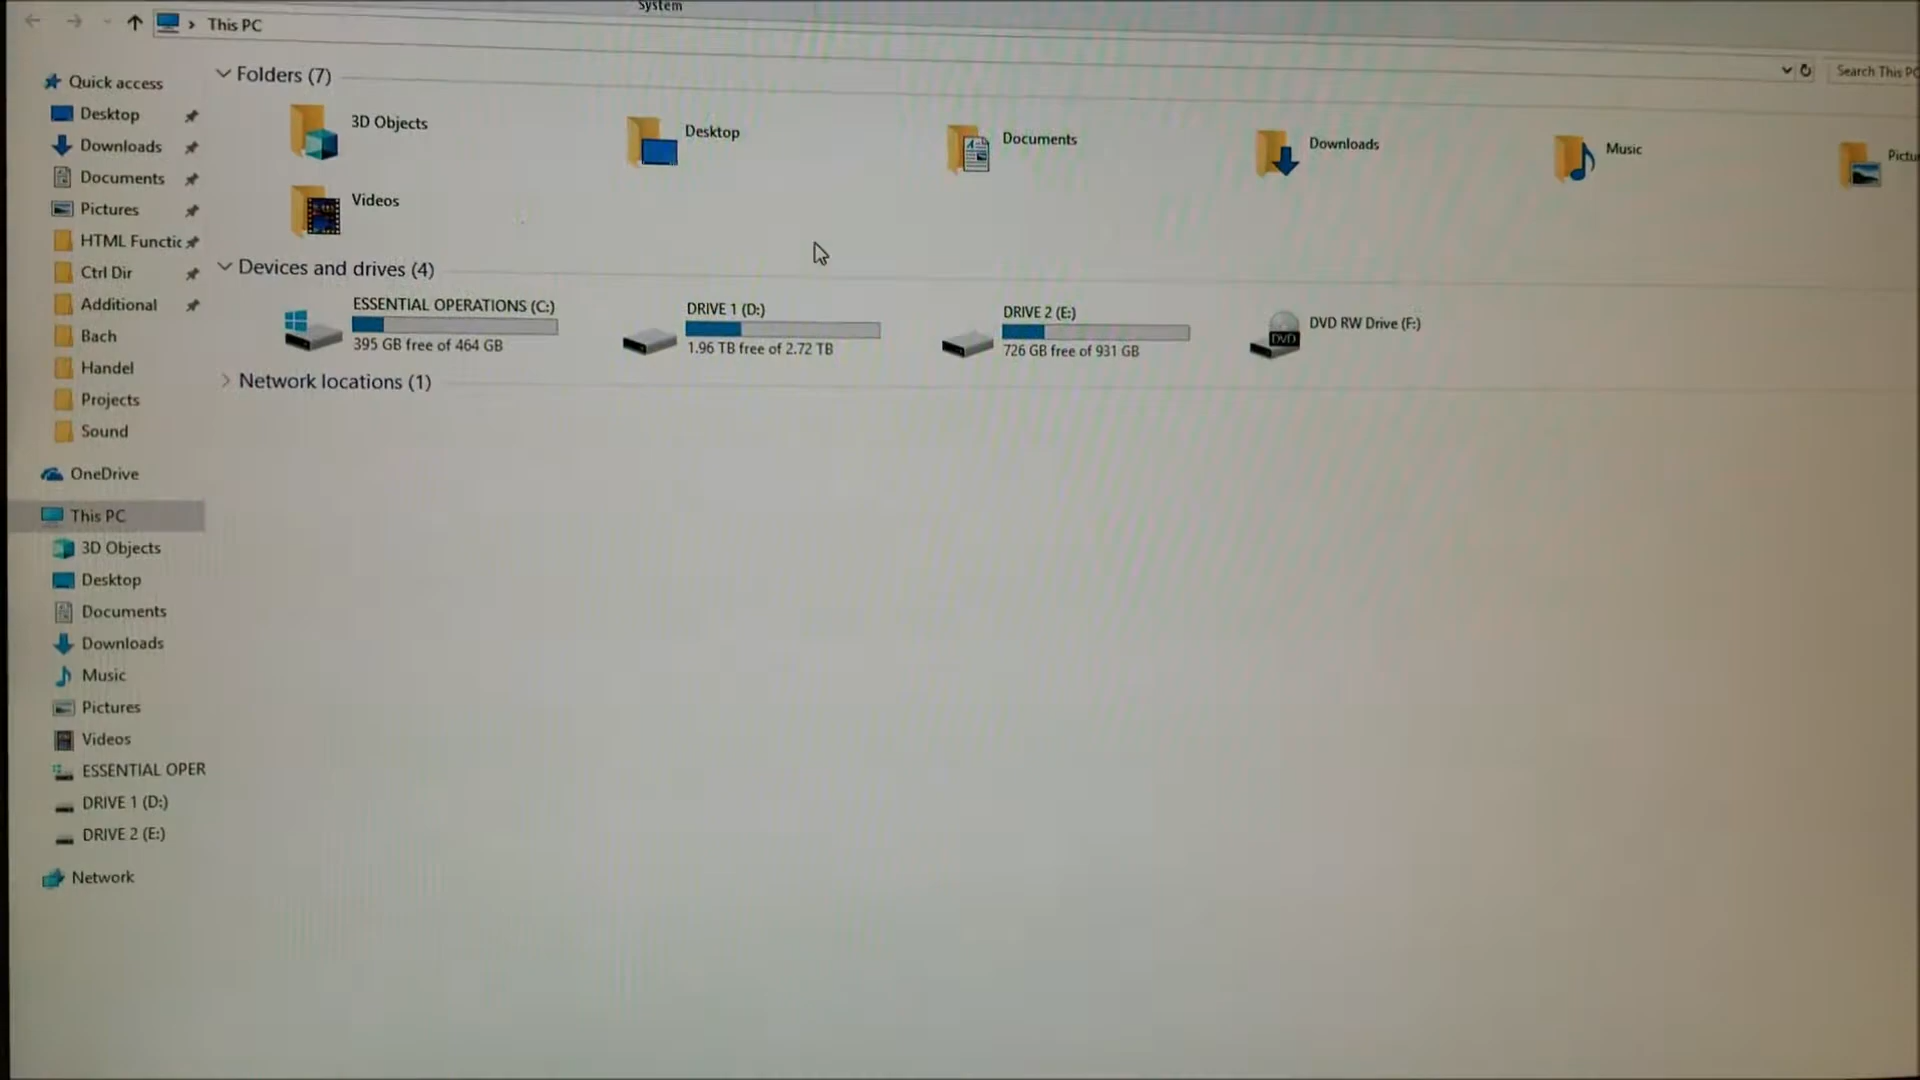 System
This PC
Search This PC
Quick access
Desktop
Downloads
Documents
Pictures
HTML Functic
Ctrl Dir
Additional
Bach
Handel
Projects
Sound
OneDrive
This PC
3D Objects
Desktop
Documents
Downloads
Music
Pictures
Videos
ESSENTIAL OPER
DRIVE 1 (D:)
DRIVE 2 (E:)
Network
Folders (7)
3D Objects
Desktop
Documents
Downloads
Music
Pictu
Videos
Devices and drives (4)
ESSENTIAL OPERATIONS (C:)
395 GB free of 464 GB
DRIVE 1 (D:)
1.96 TB free of 2.72 TB
DRIVE 2 (E:)
726 GB free of 931 GB
DVD
DVD RW Drive (F:)
Network locations (1)